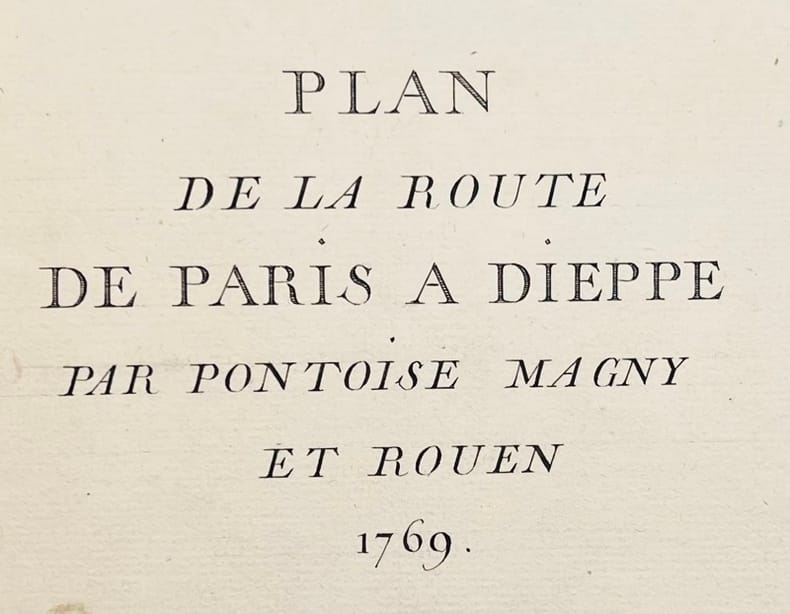 PLAN
DE LA ROUTE
DE PARIS A DIEPPE
PAR PONTOISE MAGNY
ET ROUEN
1769.